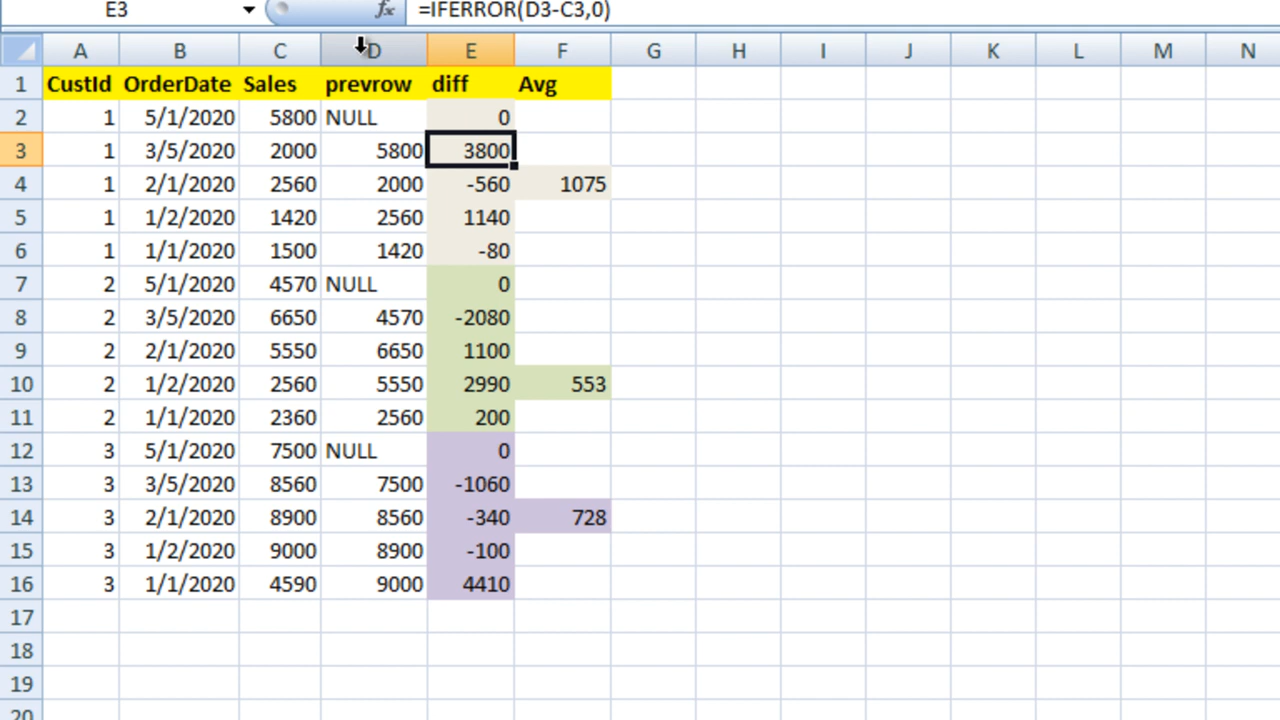 E3 fx =IFERROR(D3-C3,0)
A B C D E F G H I J K L M N
1 CustId OrderDate Sales prevrow diff Avg
2 1 5/1/2020 5800 NULL 0
3 1 3/5/2020 2000 5800 3800
4 1 2/1/2020 2560 2000 -560 1075
5 1 1/2/2020 1420 2560 1140
6 1 1/1/2020 1500 1420 -80
7 2 5/1/2020 4570 NULL 0
8 2 3/5/2020 6650 4570 -2080
9 2 2/1/2020 5550 6650 1100
10 2 1/2/2020 2560 5550 2990 553
11 2 1/1/2020 2360 2560 200
12 3 5/1/2020 7500 NULL 0
13 3 3/5/2020 8560 7500 -1060
14 3 2/1/2020 8900 8560 -340 728
15 3 1/2/2020 9000 8900 -100
16 3 1/1/2020 4590 9000 4410
17
18
19
20